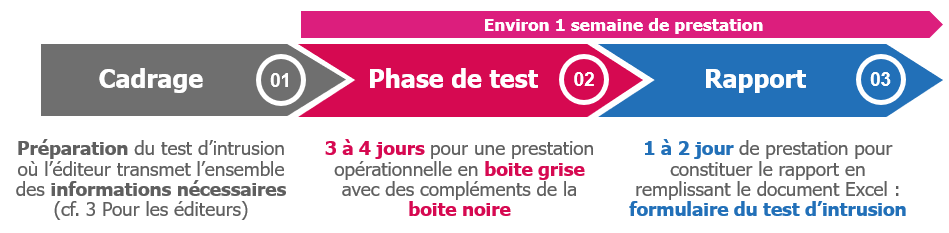 Environ 1 semaine de prestation
Cadrage
01
Phase de test
02
Rapport
03
Préparation du test d'intrusion
où l'éditeur transmet l'ensemble
des informations nécessaires
(cf. 3 Pour les éditeurs)
3 à 4 jours pour une prestation
opérationnelle en boite grise
avec des compléments de la
boite noire
1 à 2 jour de prestation pour
constituer le rapport en
remplissant le document Excel :
formulaire du test d'intrusion